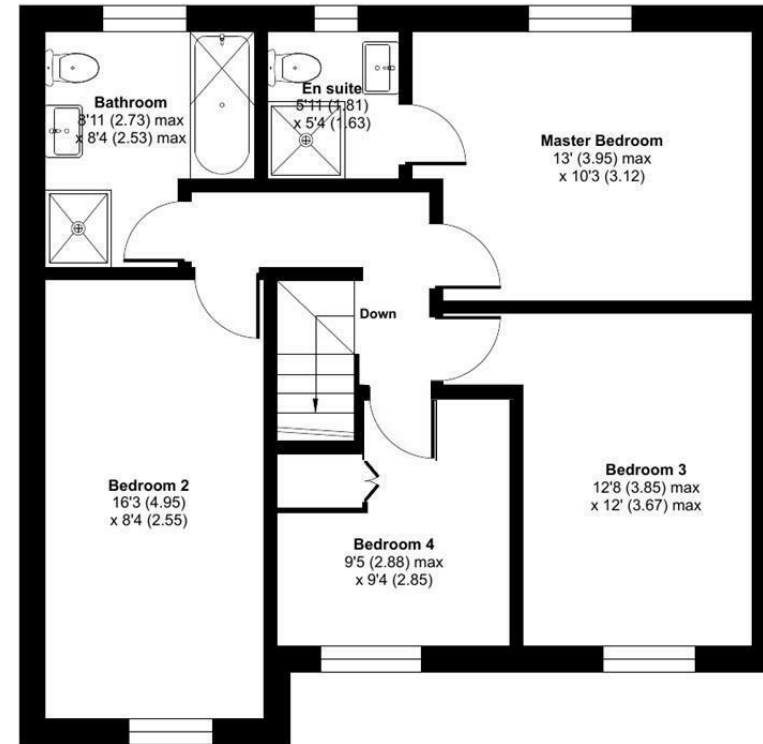 Bathroom
8'11 (2.73) max
x 8'4 (2.53) max
En suite
5'11 (1.81)
x 5'4 (1.63)
Master Bedroom
13' (3.95) max
x 10'3 (3.12)
Down
Bedroom 2
16'3 (4.95)
x 8'4 (2.55)
Bedroom 3
12'8 (3.85) max
x 12' (3.67) max
Bedroom 4
9'5 (2.88) max
x 9'4 (2.85)